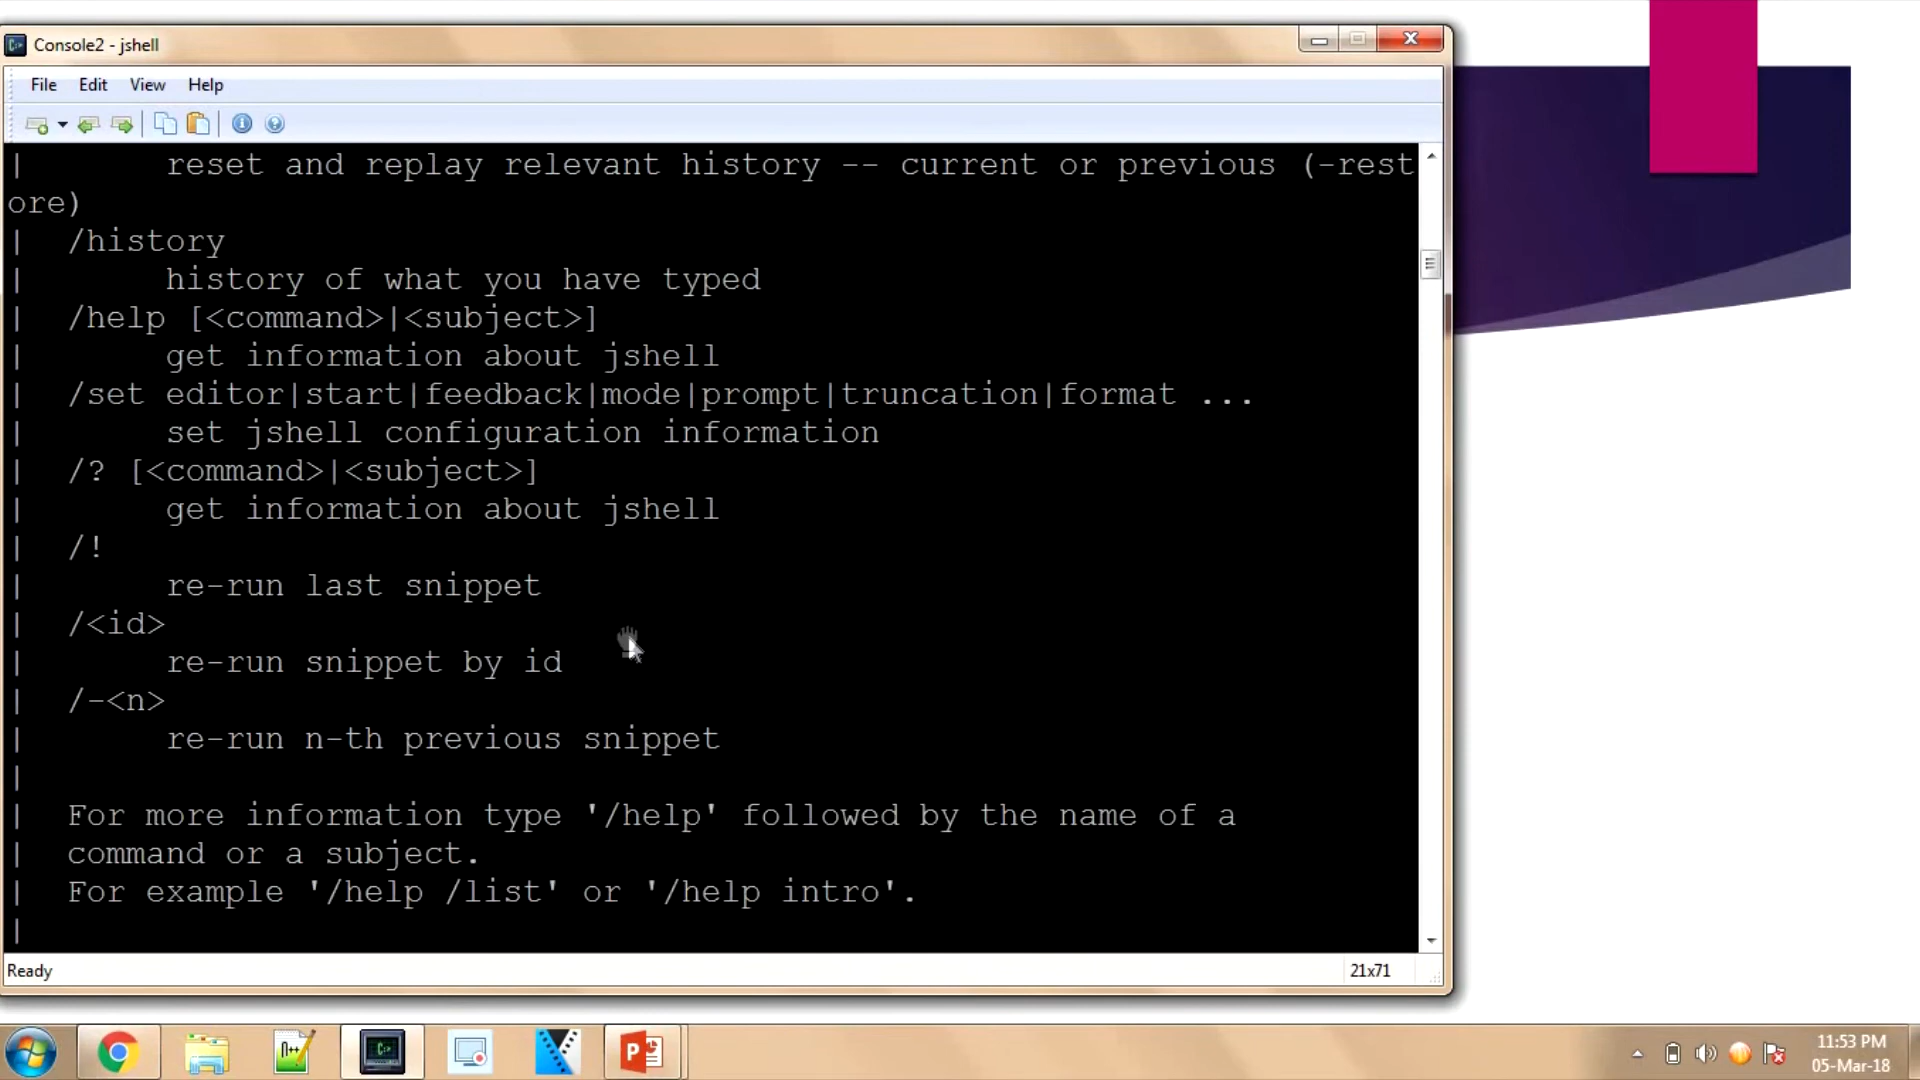 Console2 - jshell
File Edit View Help
| reset and replay relevant history -- current or previous (-rest
ore)
| /history
| history of what you have typed
| /help [<command>|<subject>]
| get information about jshell
| /set editor|start|feedback|mode|prompt|truncation|format ...
| set jshell configuration information
| /? [<command>|<subject>]
| get information about jshell
| /!
| re-run last snippet
| /<id>
| re-run snippet by id
| /-<n>
| re-run n-th previous snippet
|
| For more information type '/help' followed by the name of a
| command or a subject.
| For example '/help /list' or '/help intro'.
|
Ready 21x71
11:53 PM
05-Mar-18